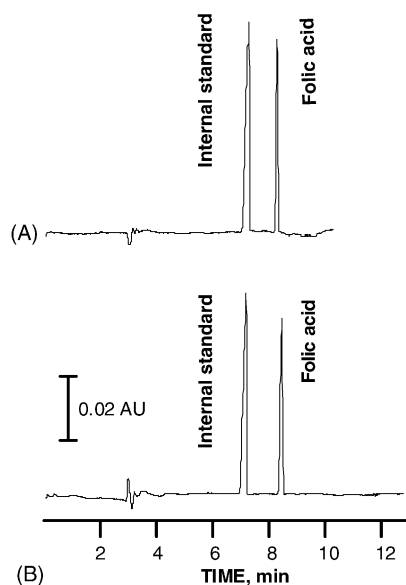 Internal standard
Folic acid
(A)
Internal standard
Folic acid
0.02 AU
2 4 6 8 10 12
TIME, min
(B)